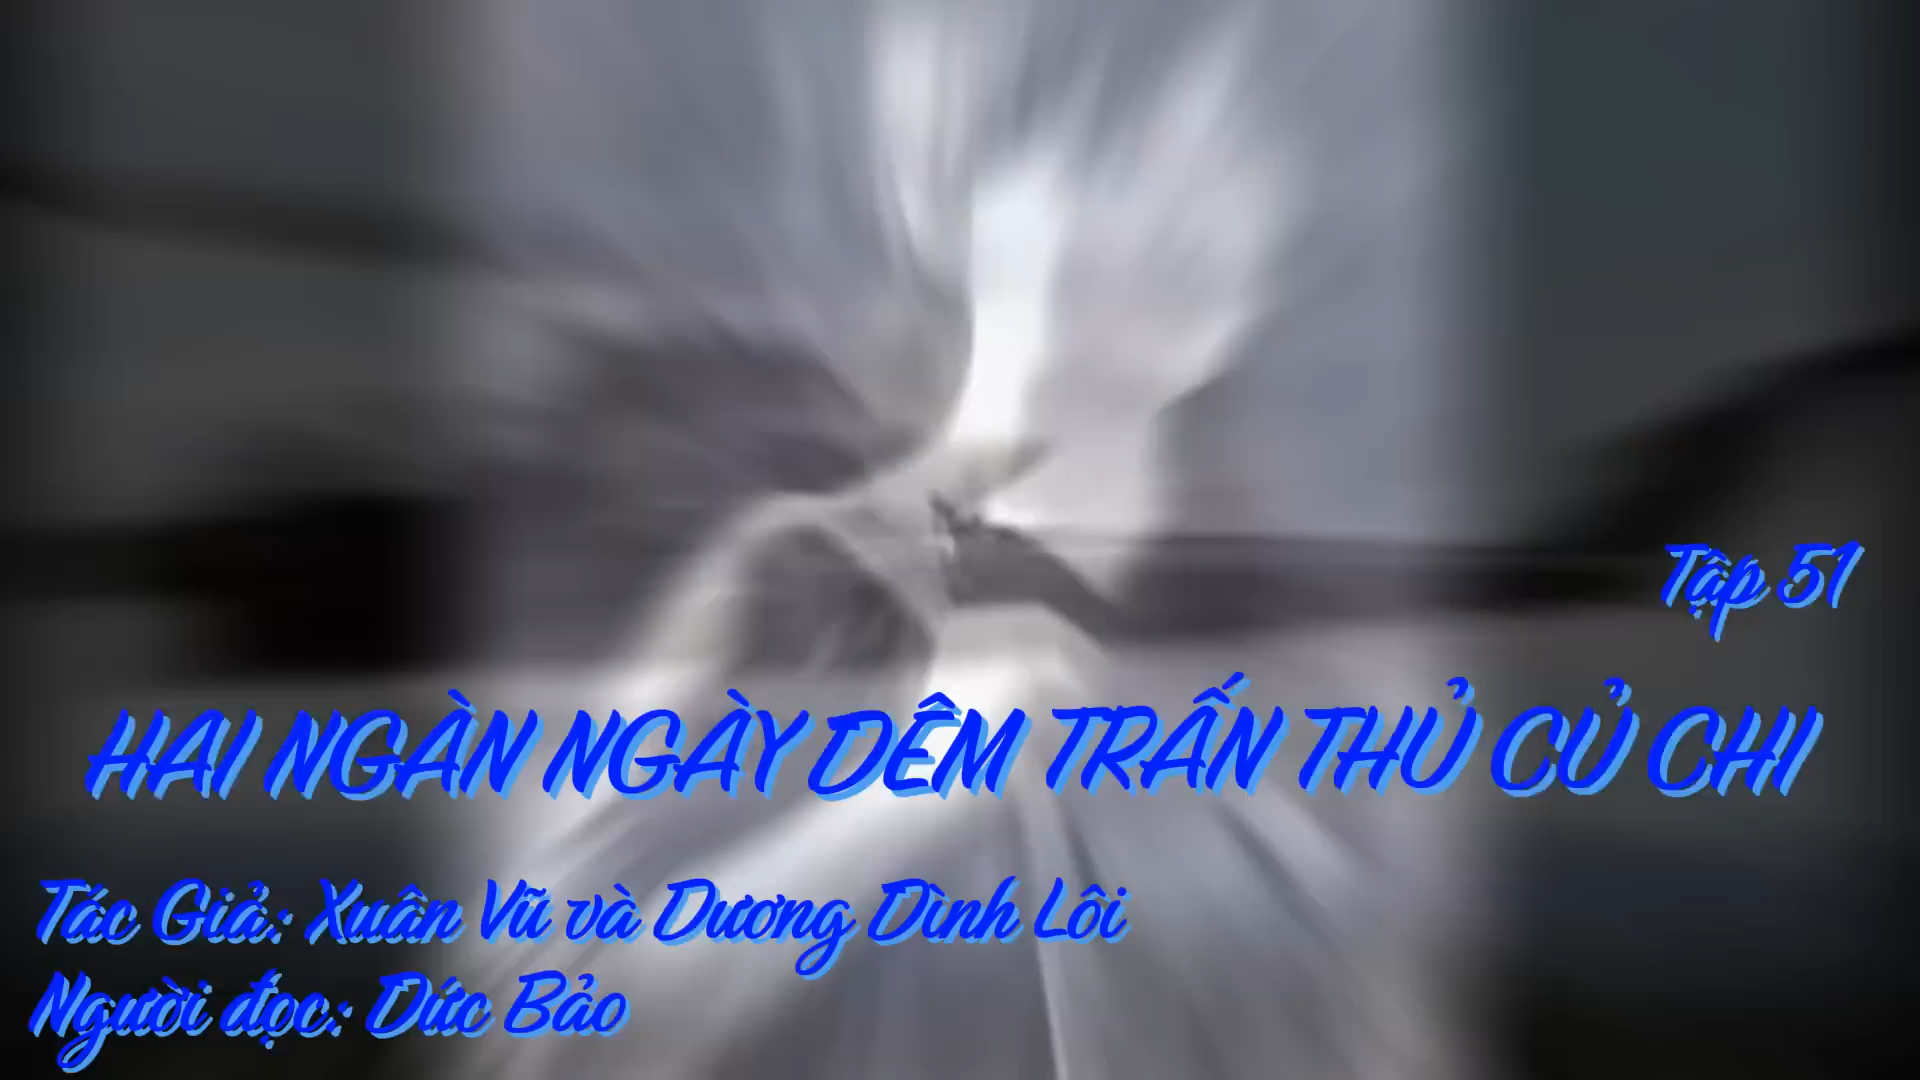 Tập 51
HAI NGÀN NGÀY ĐÊM TRẤN THỦ CỦ CHI
Tác Giả: Xuân Vũ và Dương Đình Lôi
Người đọc: Đức Bảo